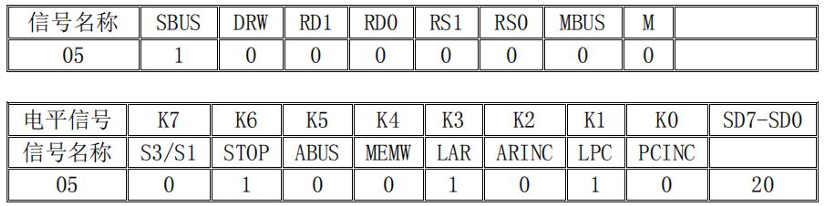 信号名称 SBUS DRW RD1 RD0 RS1 RS0 MBUS M
05 1 0 0 0 0 0 0 0
电平信号 K7 K6 K5 K4 K3 K2 K1 K0 SD7-SD0
信号名称 S3/S1 STOP ABUS MEMW LAR ARINC LPC PCINC
05 0 1 0 0 1 0 1 0 20